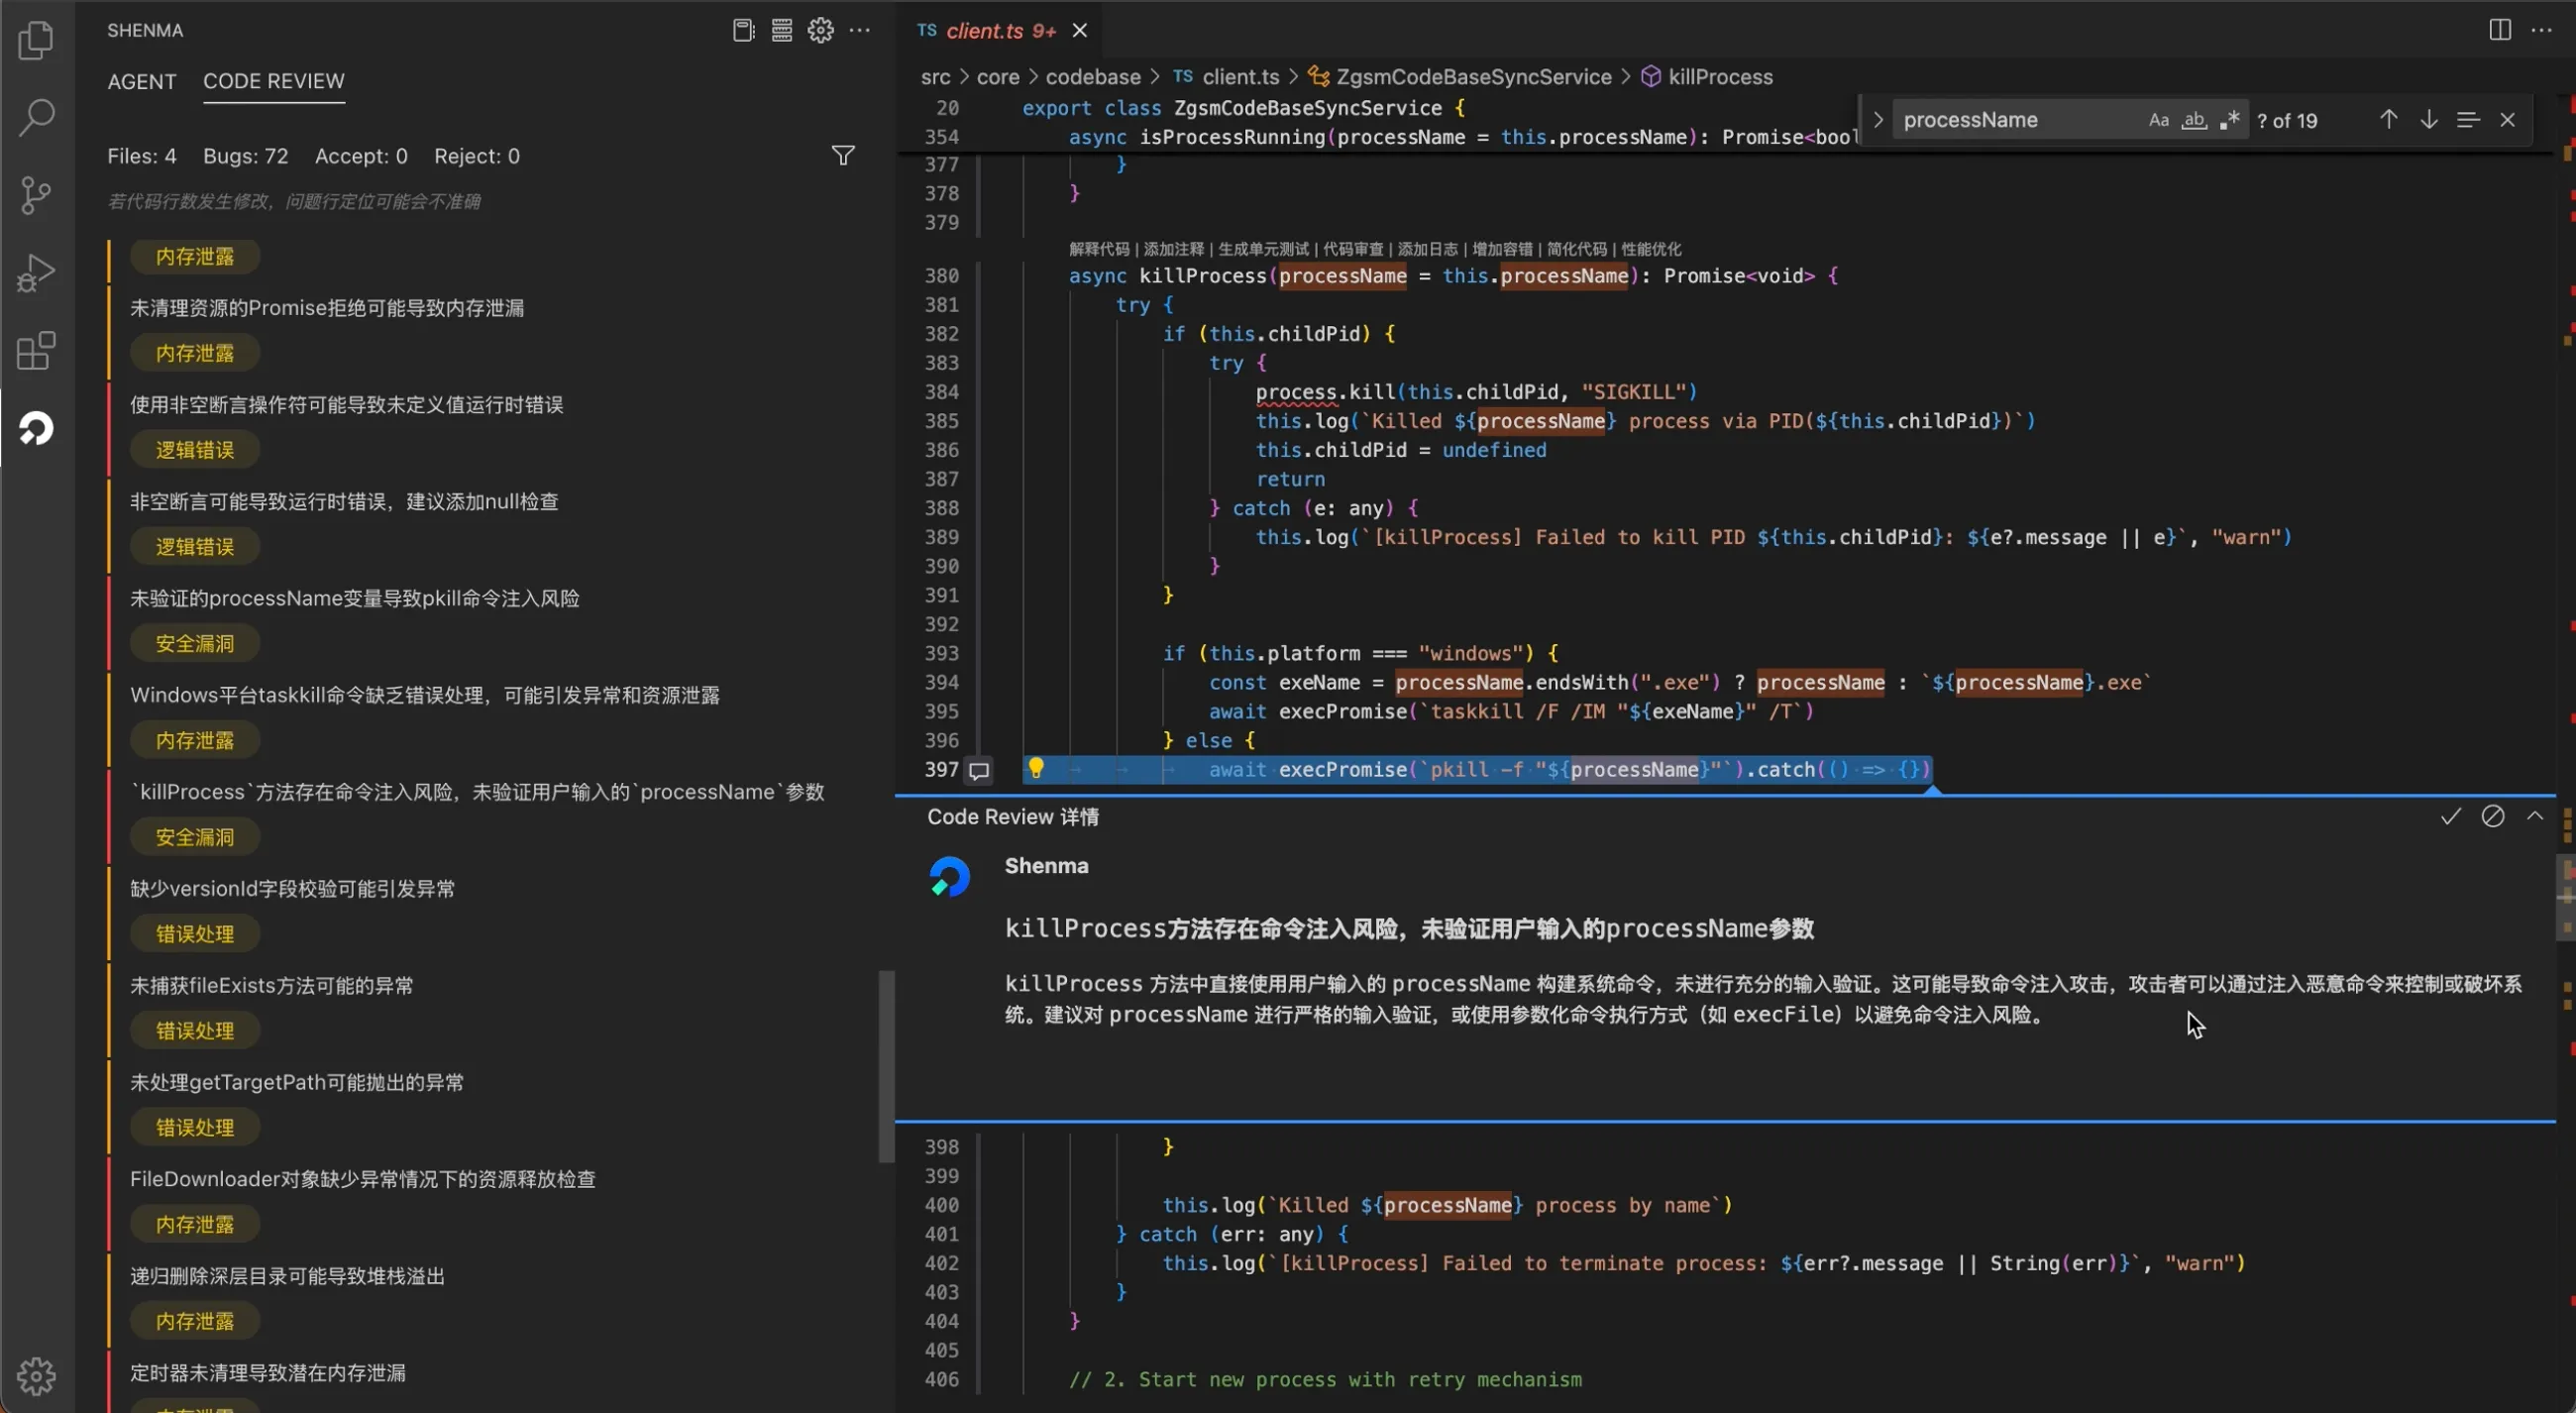 SHENMA
AGENT CODE REVIEW
Files: 4 Bugs: 72 Accept: 0 Reject: 0
若代码行数发生修改，问题行定位可能会不准确
内存泄露
未清理资源的Promise拒绝可能导致内存泄漏
内存泄露
使用非空断言操作符可能导致未定义值运行时错误
逻辑错误
非空断言可能导致运行时错误，建议添加null检查
逻辑错误
未验证的processName变量导致pkill命令注入风险
安全漏洞
Windows平台taskkill命令缺乏错误处理，可能引发异常和资源泄露
内存泄露
`killProcess`方法存在命令注入风险，未验证用户输入的`processName`参数
安全漏洞
缺少versionId字段校验可能引发异常
错误处理
未捕获fileExists方法可能的异常
错误处理
未处理getTargetPath可能抛出的异常
错误处理
FileDownloader对象缺少异常情况下的资源释放检查
内存泄露
递归删除深层目录可能导致堆栈溢出
内存泄露
定时器未清理导致潜在内存泄漏
内存泄露
TS client.ts 9+
src > core > codebase > TS client.ts > ZgsmCodeBaseSyncService > killProcess
processName Aa ab .* ? of 19
20 export class ZgsmCodeBaseSyncService {
354 async isProcessRunning(processName = this.processName): Promise<bool
377 }
378 }
379
解释代码 | 添加注释 | 生成单元测试 | 代码审查 | 添加日志 | 增加容错 | 简化代码 | 性能优化
380 async killProcess(processName = this.processName): Promise<void> {
381 try {
382 if (this.childPid) {
383 try {
384 process.kill(this.childPid, "SIGKILL")
385 this.log(`Killed ${processName} process via PID(${this.childPid})`)
386 this.childPid = undefined
387 return
388 } catch (e: any) {
389 this.log(`[killProcess] Failed to kill PID ${this.childPid}: ${e?.message || e}`, "warn")
390 }
391 }
392
393 if (this.platform === "windows") {
394 const exeName = processName.endsWith(".exe") ? processName : `${processName}.exe`
395 await execPromise(`taskkill /F /IM "${exeName}" /T`)
396 } else {
397 await execPromise(`pkill -f "${processName}"`).catch(() => {})
Code Review 详情
Shenma
killProcess方法存在命令注入风险，未验证用户输入的processName参数
killProcess 方法中直接使用用户输入的 processName 构建系统命令，未进行充分的输入验证。这可能导致命令注入攻击，攻击者可以通过注入恶意命令来控制或破坏系
统。建议对 processName 进行严格的输入验证，或使用参数化命令执行方式（如 execFile）以避免命令注入风险。
398 }
399
400 this.log(`Killed ${processName} process by name`)
401 } catch (err: any) {
402 this.log(`[killProcess] Failed to terminate process: ${err?.message || String(err)}`, "warn")
403 }
404 }
405
406 // 2. Start new process with retry mechanism